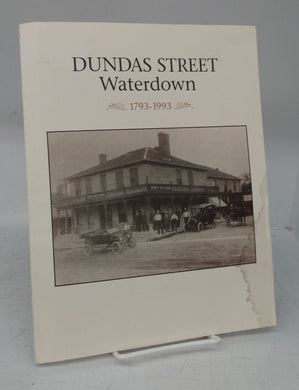 DUNDAS STREET
Waterdown
1793-1993